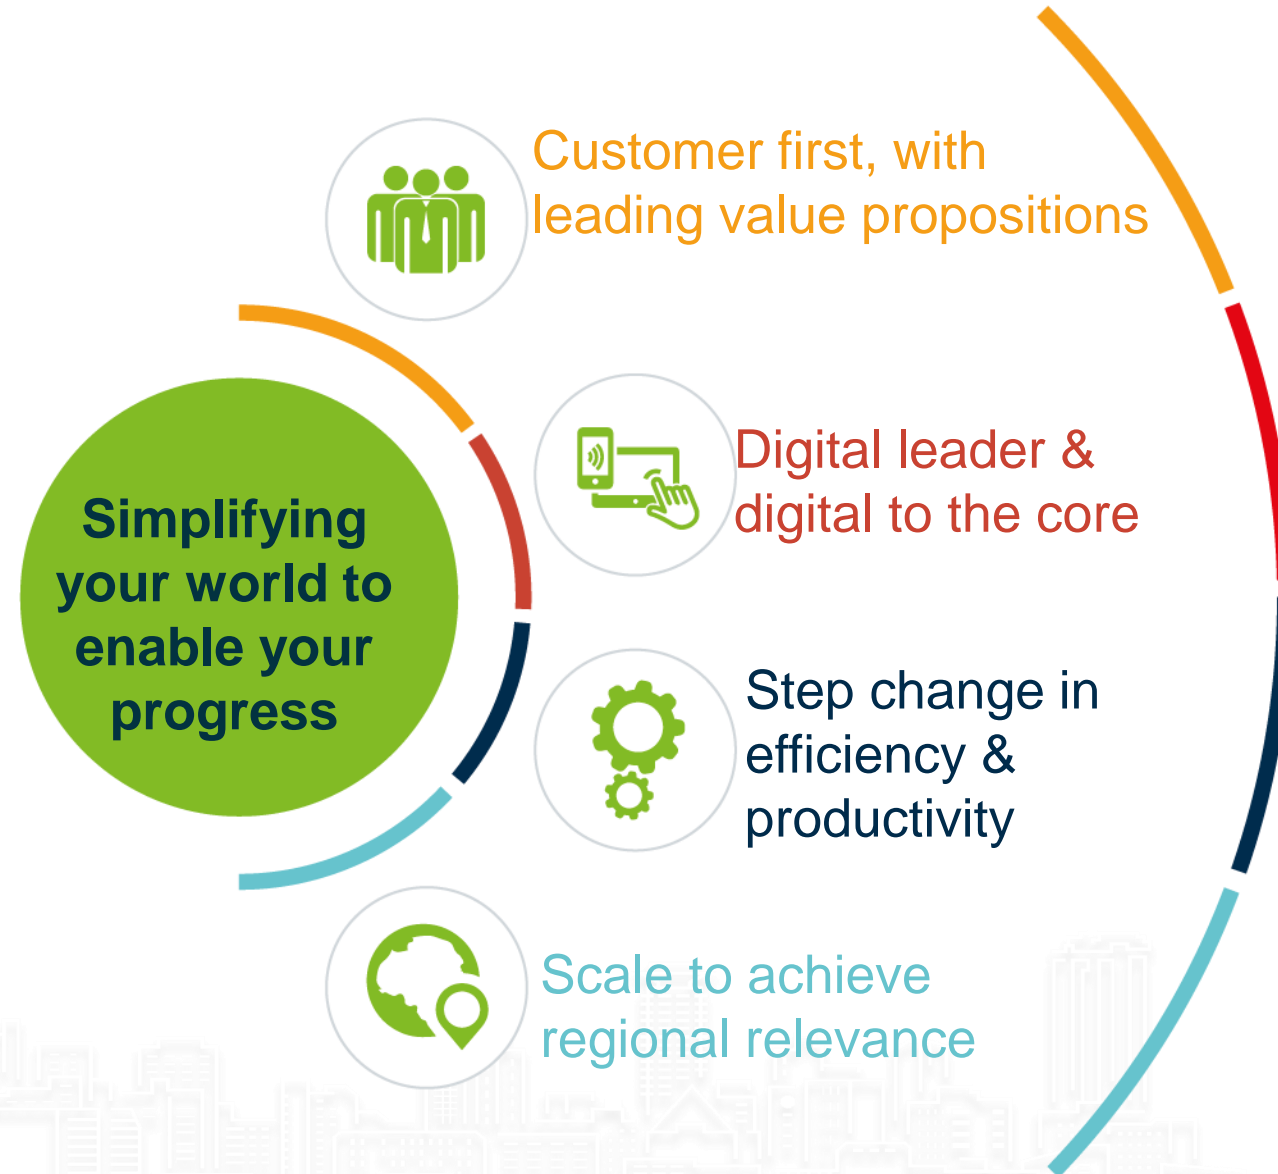 Customer first, with
leading value propositions
Digital leader &
digital to the core
Simplifying
your world to
enable your
progress
Step change in
efficiency &
productivity
Scale to achieve
regional relevance